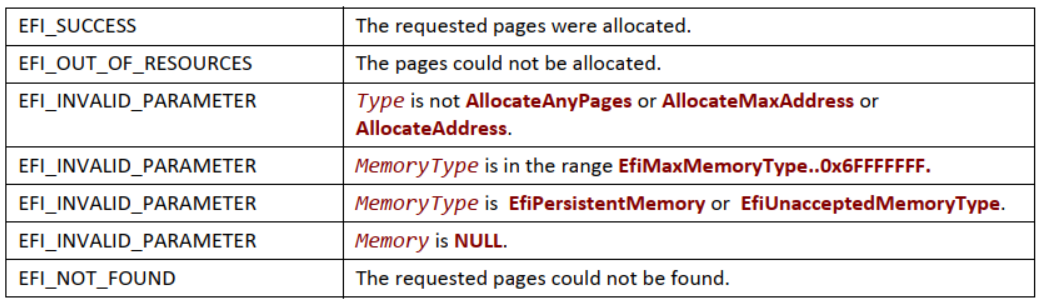 EFI_SUCCESS The requested pages were allocated.
EFI_OUT_OF_RESOURCES The pages could not be allocated.
EFI_INVALID_PARAMETER Type is not AllocateAnyPages or AllocateMaxAddress or
AllocateAddress.
EFI_INVALID_PARAMETER MemoryType is in the range EfiMaxMemoryType..0x6FFFFFFF.
EFI_INVALID_PARAMETER MemoryType is EfiPersistentMemory or EfiUnacceptedMemoryType.
EFI_INVALID_PARAMETER Memory is NULL.
EFI_NOT_FOUND The requested pages could not be found.